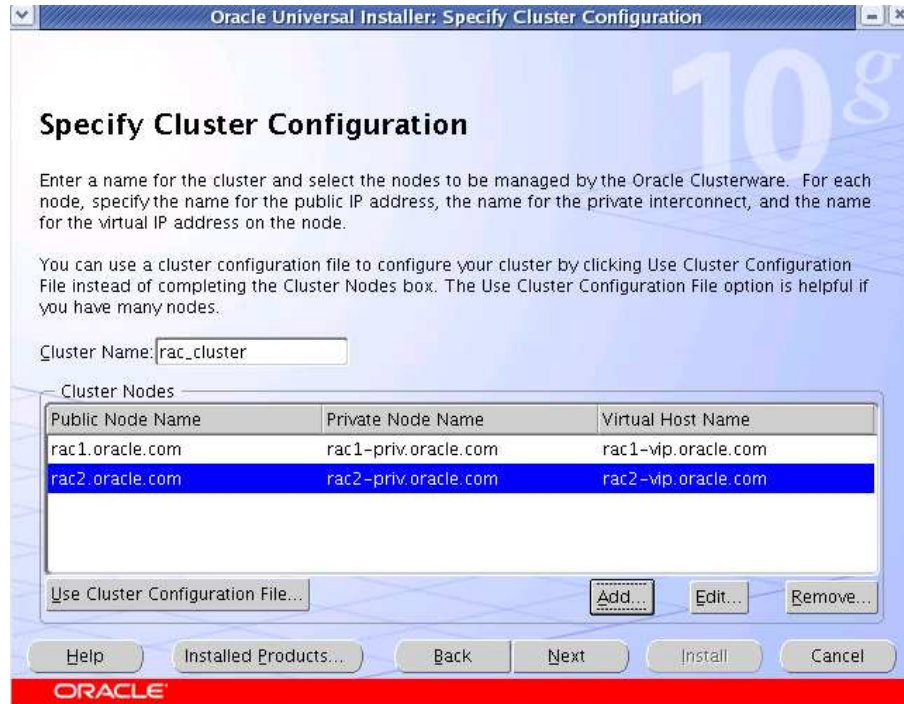 Oracle Universal Installer: Specify Cluster Configuration
10g
Specify Cluster Configuration
Enter a name for the cluster and select the nodes to be managed by the Oracle Clusterware. For each
node, specify the name for the public IP address, the name for the private interconnect, and the name
for the virtual IP address on the node.
You can use a cluster configuration file to configure your cluster by clicking Use Cluster Configuration
File instead of completing the Cluster Nodes box. The Use Cluster Configuration File option is helpful if
you have many nodes.
Cluster Name: rac_cluster
Cluster Nodes
Public Node Name Private Node Name Virtual Host Name
rac1.oracle.com rac1-priv.oracle.com rac1-vip.oracle.com
rac2.oracle.com rac2-priv.oracle.com rac2-vip.oracle.com
Use Cluster Configuration File... Add... Edit... Remove...
Help Installed Products... Back Next Install Cancel
ORACLE